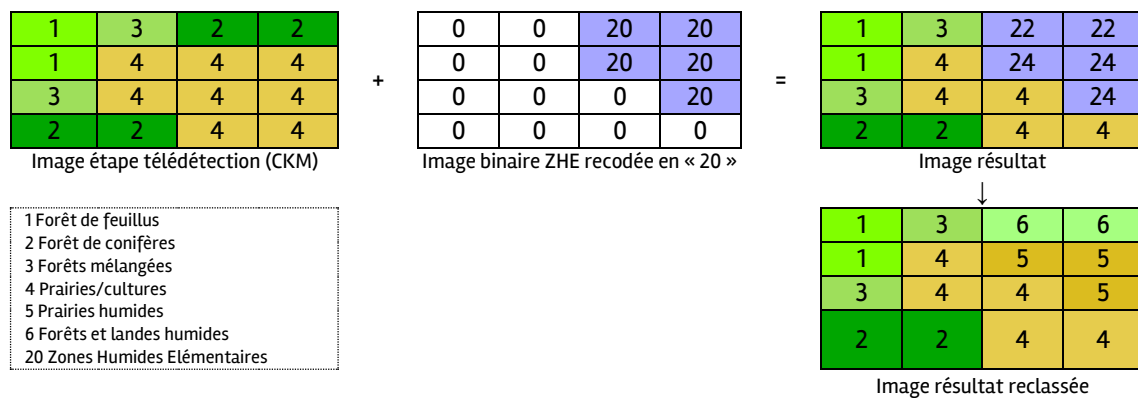 1 3 2 2
1 4 4 4
3 4 4 4
2 2 4 4
Image étape télédétection (CKM)
+
0 0 20 20
0 0 20 20
0 0 0 20
0 0 0 0
Image binaire ZHE recodée en « 20 »
=
1 3 22 22
1 4 24 24
3 4 4 24
2 2 4 4
Image résultat
↓
1 Forêt de feuillus
2 Forêt de conifères
3 Forêts mélangées
4 Prairies/cultures
5 Prairies humides
6 Forêts et landes humides
20 Zones Humides Elémentaires
1 3 6 6
1 4 5 5
3 4 4 5
2 2 4 4
Image résultat reclassée